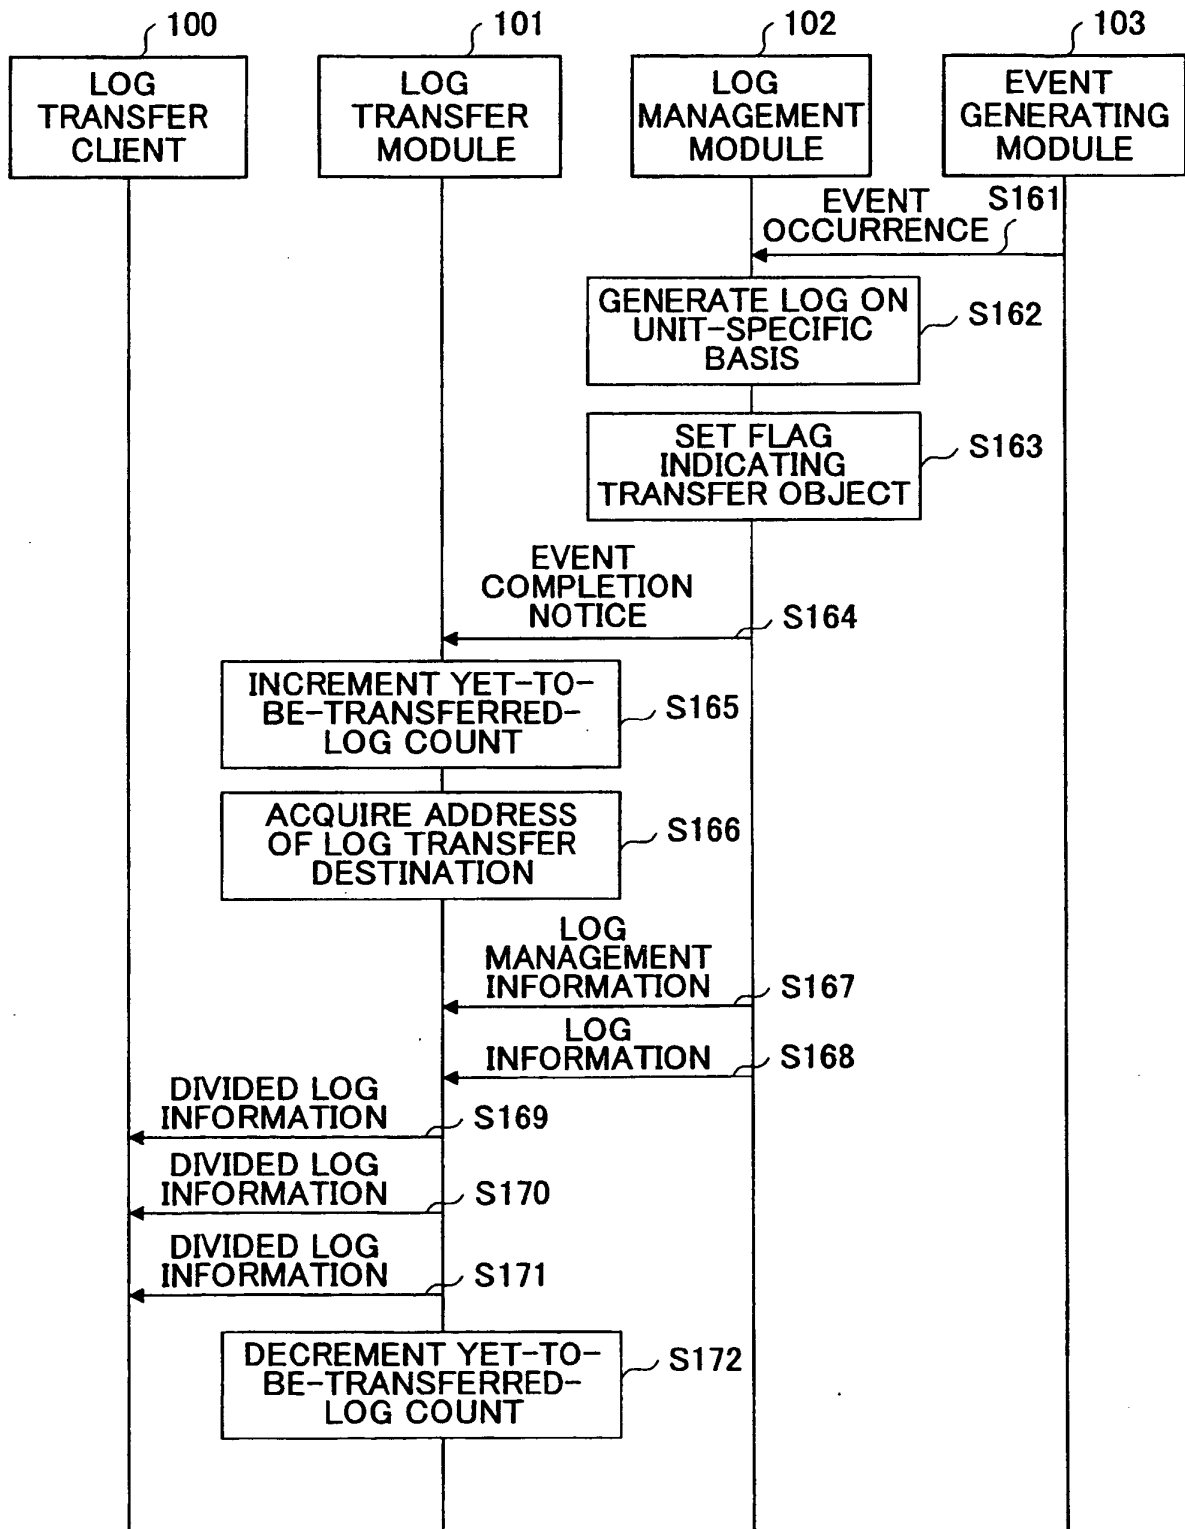 100
101
102
103
LOG
TRANSFER
CLIENT
LOG
TRANSFER
MODULE
LOG
MANAGEMENT
MODULE
EVENT
GENERATING
MODULE
EVENT
OCCURRENCE
S161
GENERATE LOG ON
UNIT-SPECIFIC
BASIS
S162
SET FLAG
INDICATING
TRANSFER OBJECT
S163
EVENT
COMPLETION
NOTICE
S164
INCREMENT YET-TO-
BE-TRANSFERRED-
LOG COUNT
S165
ACQUIRE ADDRESS
OF LOG TRANSFER
DESTINATION
S166
LOG
MANAGEMENT
INFORMATION
S167
LOG
INFORMATION
S168
DIVIDED LOG
INFORMATION
S169
DIVIDED LOG
INFORMATION
S170
DIVIDED LOG
INFORMATION
S171
DECREMENT YET-TO-
BE-TRANSFERRED-
LOG COUNT
S172